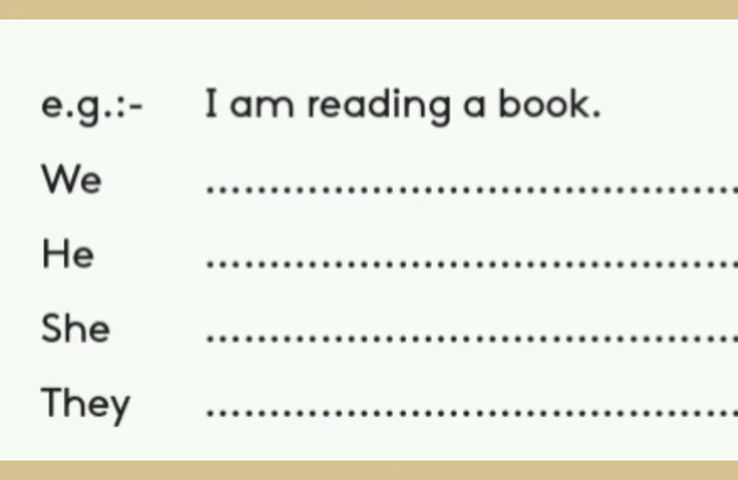 e.g.:- I am reading a book.
We ..........................................
He ..........................................
She ..........................................
They ..........................................